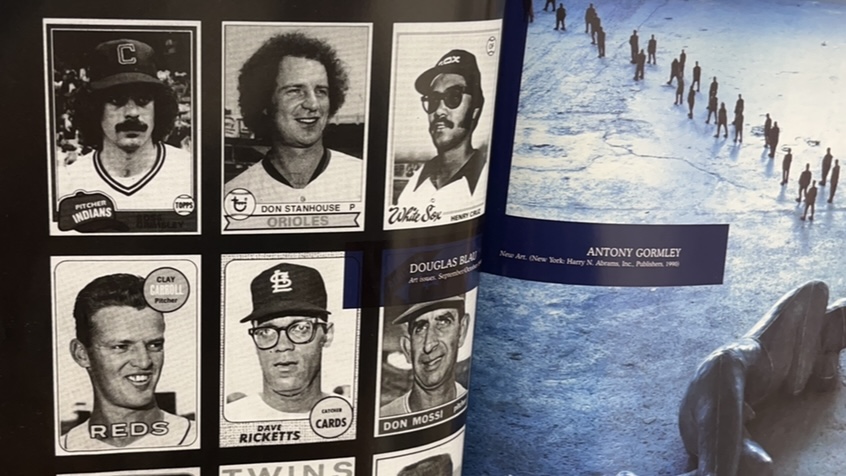 C
PITCHER
INDIANS
TOPPS
DON STANHOUSE P
ORIOLES
SOX
White Sox
HENRY CRUZ
CLAY
CARROLL
Pitcher
REDS
STL
DAVE
RICKETTS
CATCHER
CARDS
DOUGLAS BLAU
Art issues, September/October
DON MOSSI
pitcher
TWINS
ANTONY GORMLEY
New Art. (New York: Harry N. Abrams, Inc., Publishers, 1990)